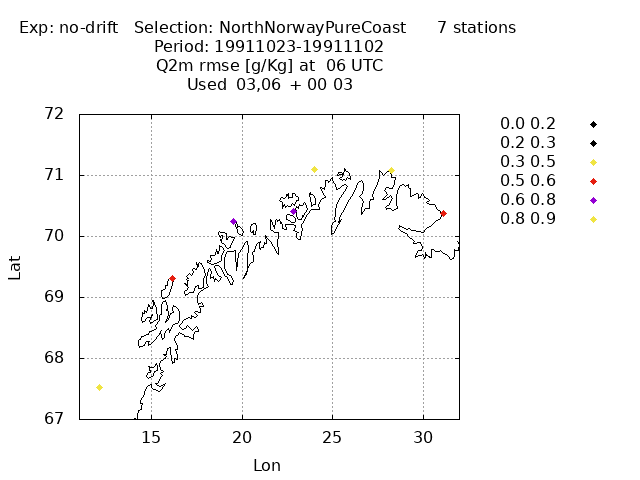 Exp: no-drift Selection: NorthNorwayPureCoast 7 stations
Period: 19911023-19911102
Q2m rmse [g/Kg] at 06 UTC
Used 03,06 + 00 03
72
71
70
69
68
67
Lat
15 20 25 30
Lon
0.0 0.2
0.2 0.3
0.3 0.5
0.5 0.6
0.6 0.8
0.8 0.9